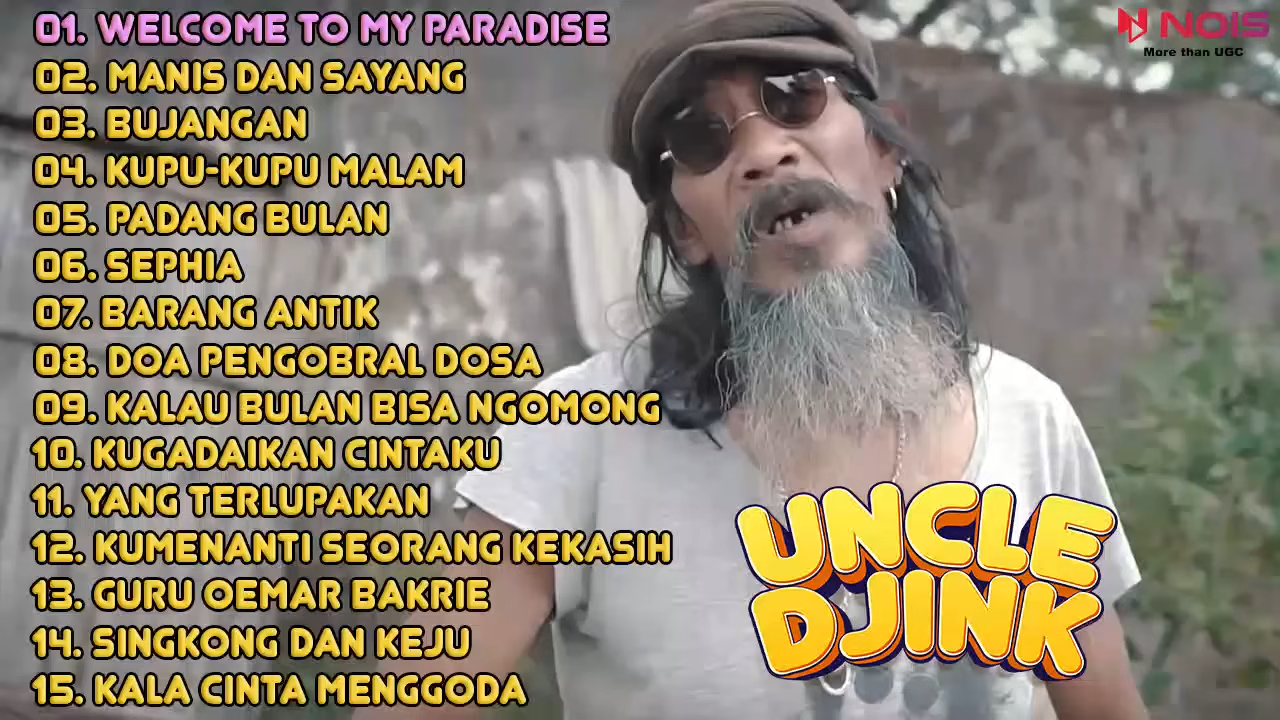 01. WELCOME TO MY PARADISE
02. MANIS DAN SAYANG
03. BUJANGAN
04. KUPU-KUPU MALAM
05. PADANG BULAN
06. SEPHIA
07. BARANG ANTIK
08. DOA PENGOBRAL DOSA
09. KALAU BULAN BISA NGOMONG
10. KUGADAIKAN CINTAKU
11. YANG TERLUPAKAN
12. KUMENANTI SEORANG KEKASIH
13. GURU OEMAR BAKRIE
14. SINGKONG DAN KEJU
15. KALA CINTA MENGGODA
NOIS
More than UGC
UNCLE
DJINK